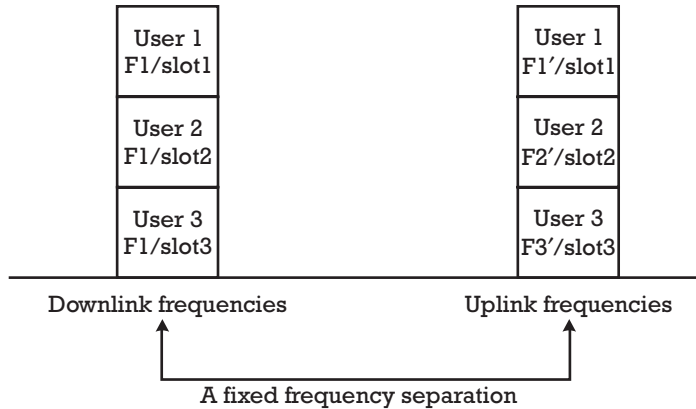 User 1
F1/slot1
User 2
F1/slot2
User 3
F1/slot3
User 1
F1′/slot1
User 2
F2′/slot2
User 3
F3′/slot3
Downlink frequencies
Uplink frequencies
A fixed frequency separation